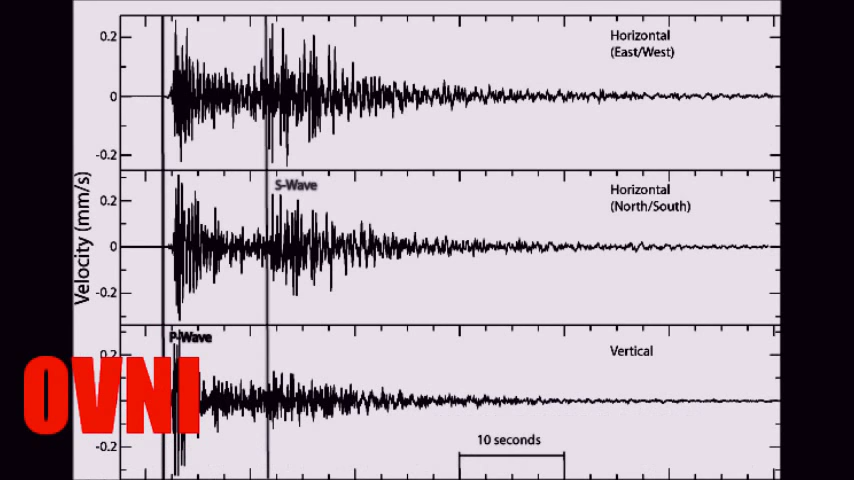 0.2
0
-0.2
Horizontal
(East/West)
S-Wave
Velocity (mm/s)
0.2
0
-0.2
Horizontal
(North/South)
P-Wave
0.2
-0.2
Vertical
10 seconds
OVNI